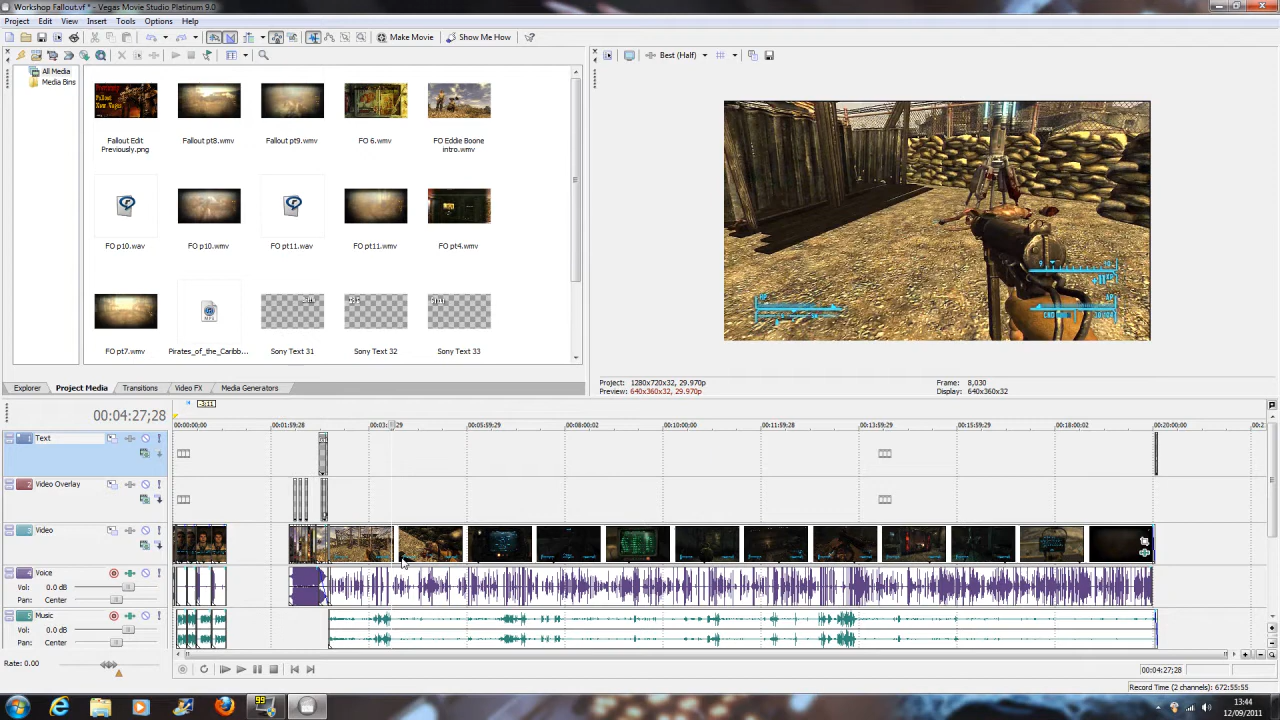 Workshop Fallout.vf * - Vegas Movie Studio Platinum 9.0
Project Edit View Insert Tools Options Help
Make Movie Show Me How
Best (Half)
All Media
Media Bins
Fallout Edit Previously.png
Fallout pt8.wmv
Fallout pt9.wmv
FO 6.wmv
FO Eddie Boone intro.wmv
FO p10.wav
FO p10.wmv
FO pt11.wav
FO pt11.wmv
FO pt4.wmv
FO pt7.wmv
Pirates_of_the_Caribb...
Sony Text 31
Sony Text 32
Sony Text 33
Explorer Project Media Transitions Video FX Media Generators
Project: 1280x720x32, 29.970p
Preview: 640x360x32, 29.970p
Frame: 8,030
Display: 640x360x32
00:04:27;28
-3:11
00:00:00;00 00:01:59;28 00:03:59;29 00:05:59;29 00:08:00;02 00:10:00;00 00:11:59;28 00:13:59;29 00:18:00;02 00:20:00;00
Text
Video Overlay
Video
Voice
Vol: 0.0 dB
Pan: Center
Music
Vol: 0.0 dB
Pan: Center
Rate: 0.00
00:04:27;28
Record Time (2 channels): 672:55:55
99
13:44
12/09/2011